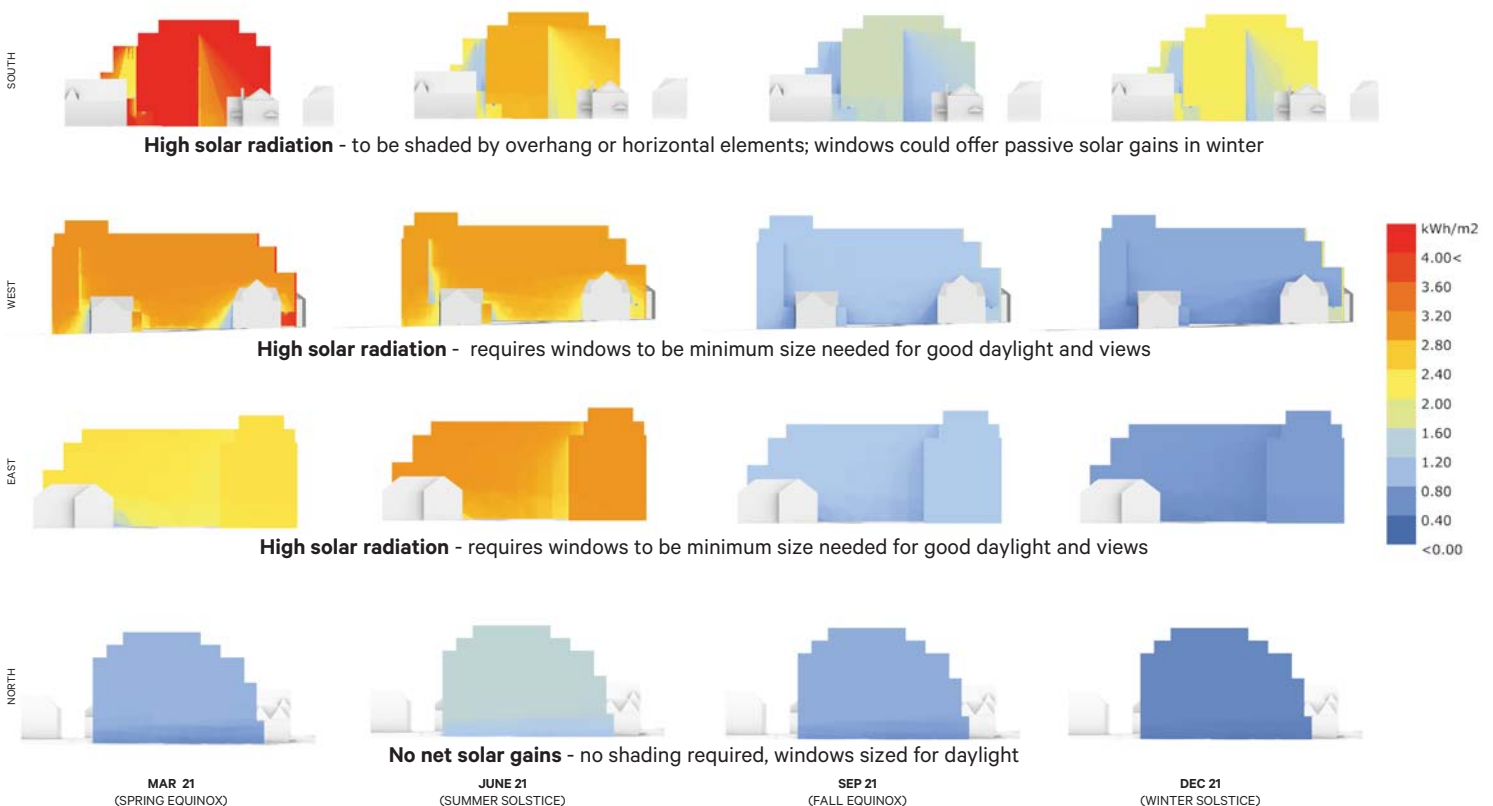 SOUTH
High solar radiation - to be shaded by overhang or horizontal elements; windows could offer passive solar gains in winter
WEST
High solar radiation -  requires windows to be minimum size needed for good daylight and views
EAST
High solar radiation - requires windows to be minimum size needed for good daylight and views
NORTH
No net solar gains - no shading required, windows sized for daylight
kWh/m2
4.00<
3.60
3.20
2.80
2.40
2.00
1.60
1.20
0.80
0.40
<0.00
MAR 21
(SPRING EQUINOX)
JUNE 21
(SUMMER SOLSTICE)
SEP 21
(FALL EQUINOX)
DEC 21
(WINTER SOLSTICE)